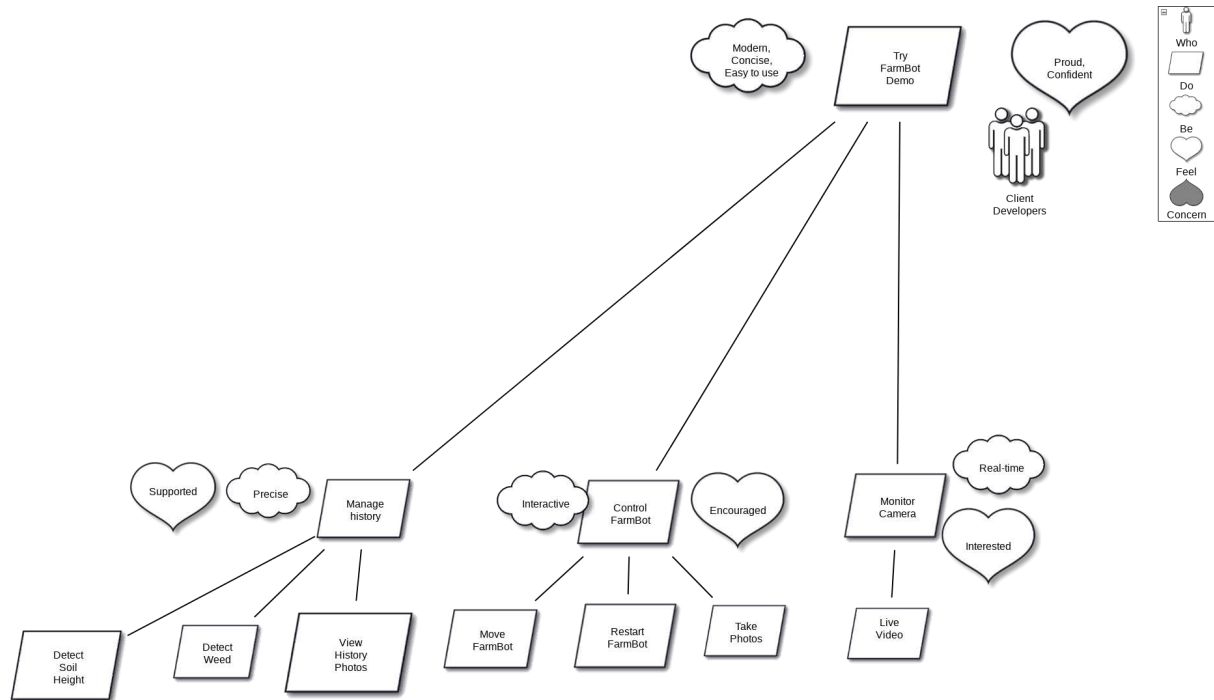 Modern,
Concise,
Easy to use
Try
FarmBot
Demo
Proud,
Confident
Client
Developers
Who
Do
Be
Feel
Concern
Supported
Precise
Manage
history
Interactive
Control
FarmBot
Encouraged
Monitor
Camera
Real-time
Interested
Detect
Soil
Height
Detect
Weed
View
History
Photos
Move
FarmBot
Restart
FarmBot
Take
Photos
Live
Video